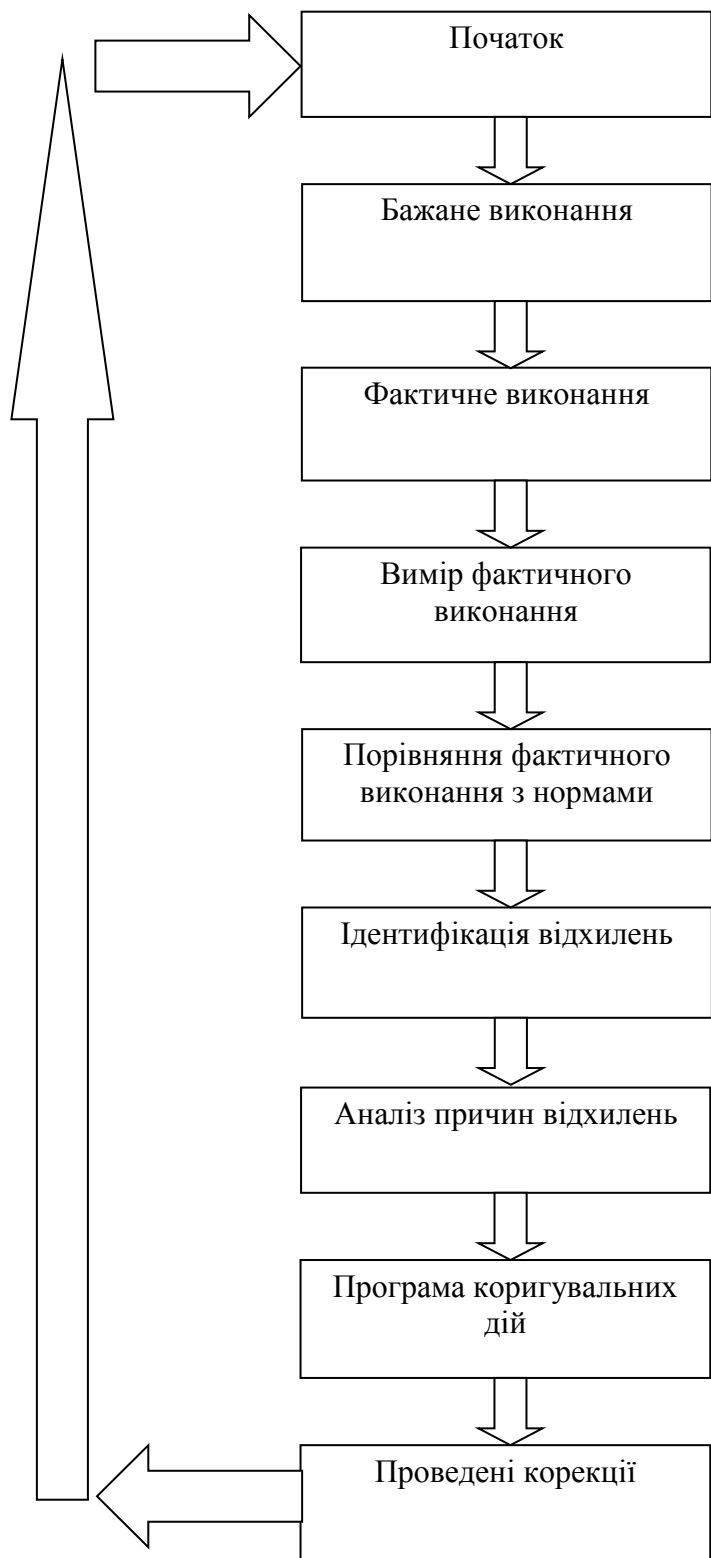 Початок
Бажане виконання
Фактичне виконання
Вимір фактичного
виконання
Порівняння фактичного
виконання з нормами
Ідентифікація відхилень
Аналіз причин відхилень
Програма коригувальних
дій
Проведені корекції